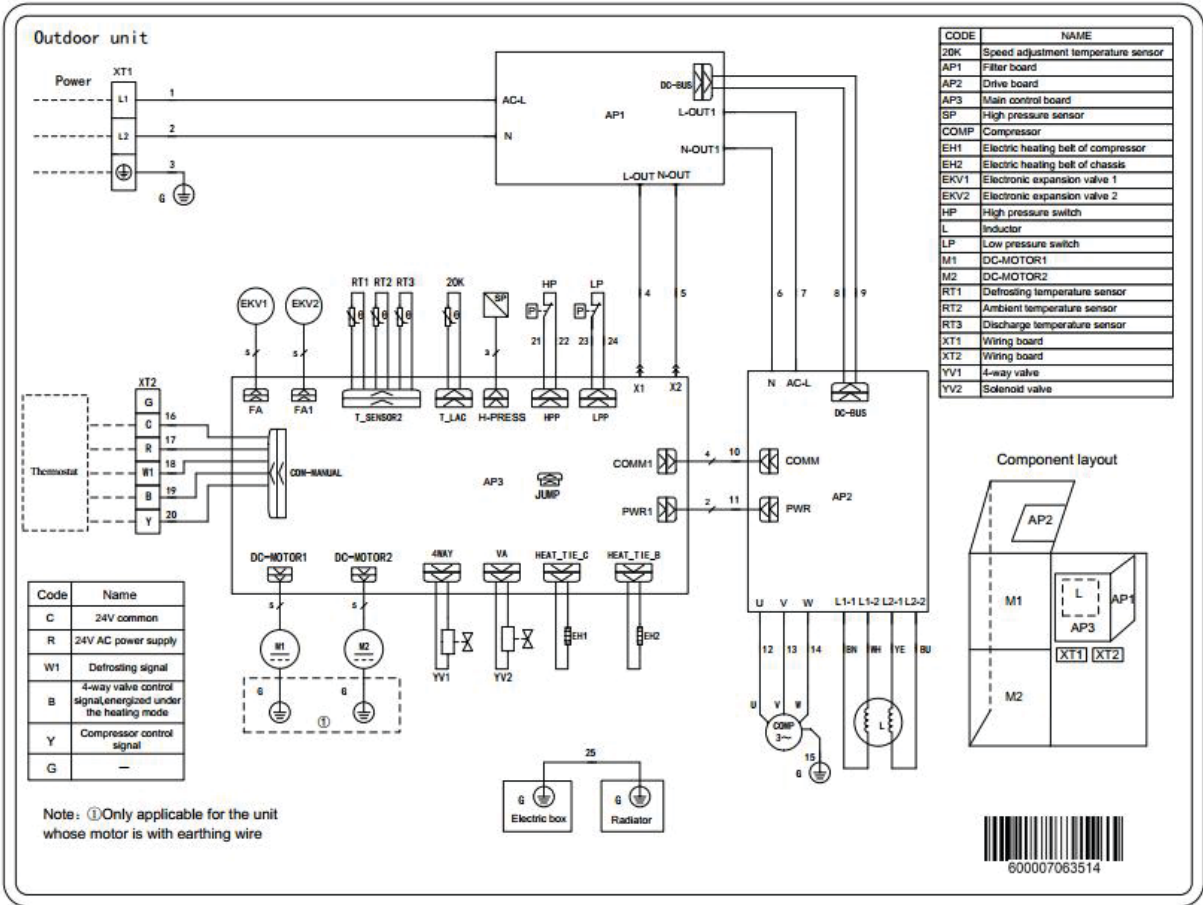 Outdoor unit
Power
XT1
L1
1
L2
2
3
G
AC-L
N
AP1
DC-BUS
L-OUT1
N-OUT1
L-OUT N-OUT
4
5
6
7
8
9
CODE NAME
20K Speed adjustment temperature sensor
AP1 Filter board
AP2 Drive board
AP3 Main control board
SP High pressure sensor
COMP Compressor
EH1 Electric heating belt of compressor
EH2 Electric heating belt of chassis
EKV1 Electronic expansion valve 1
EKV2 Electronic expansion valve 2
HP High pressure switch
L Inductor
LP Low pressure switch
M1 DC-MOTOR1
M2 DC-MOTOR2
RT1 Defrosting temperature sensor
RT2 Ambient temperature sensor
RT3 Discharge temperature sensor
XT1 Wiring board
XT2 Wiring board
YV1 4-way valve
YV2 Solenoid valve
EKV1
EKV2
RT1 RT2 RT3
20K
SP
HP
LP
θ θ θ θ
P
P
21 22
23 24
5
5
3
FA
FA1
T_SENSOR2
T_LAC
H-PRESS
HPP
LPP
X1
X2
N AC-L
DC-BUS
Thermostat
XT2
G
C 16
R 17
W1 18
B 19
Y 20
CON-MANUAL
AP3
JUMP
COMM1
4
10
COMM
PWR1
2
11
PWR
AP2
DC-MOTOR1
DC-MOTOR2
4WAY
VA
HEAT_TIE_C
HEAT_TIE_B
5
5
M1
M2
YV1
YV2
EH1
EH2
G
G
①
U V W
L1-1 L1-2 L2-1 L2-2
12
13
14
BN
WH
YE
BU
U V W
COMP
3~
15
G
L
Code Name
C 24V common
R 24V AC power supply
W1 Defrosting signal
B 4-way valve control
signal,energized under
the heating mode
Y Compressor control
signal
G —
Note: ①Only applicable for the unit
whose motor is with earthing wire
25
G
Electric box
G
Radiator
Component layout
AP2
M1
L
AP1
AP3
XT1 XT2
M2
600007063514